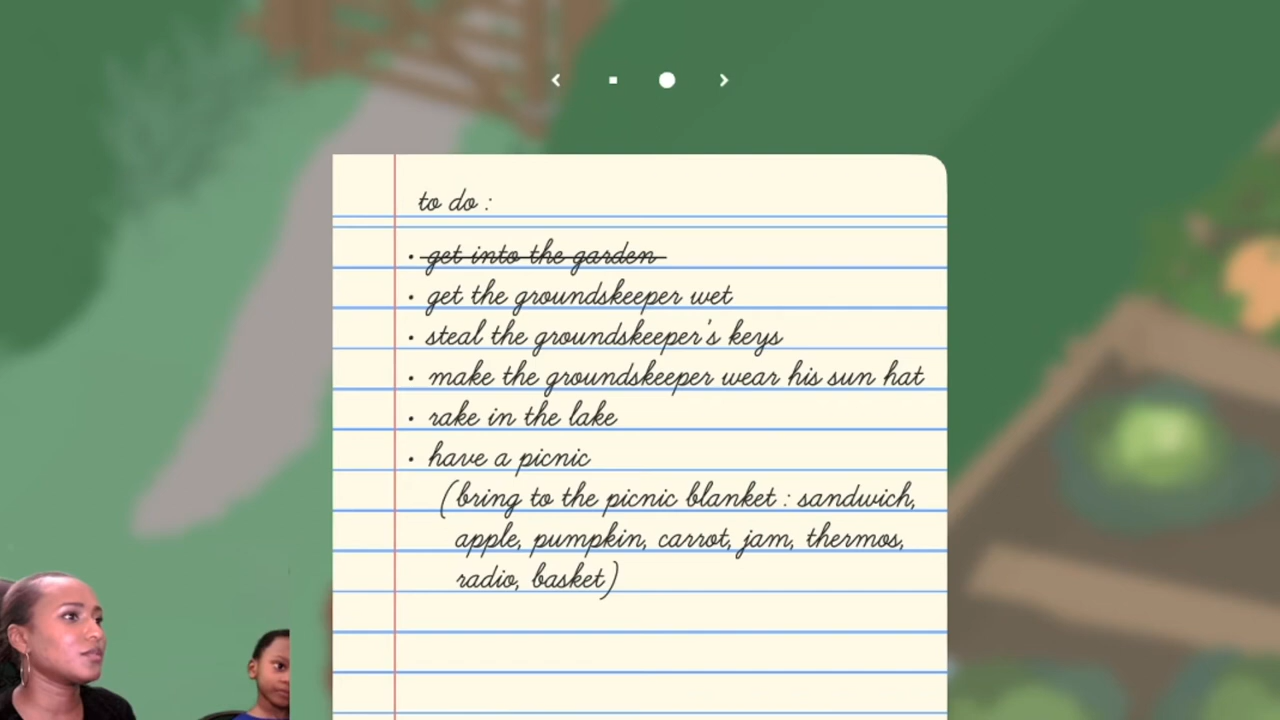 to do :
• get into the garden
• get the groundskeeper wet
• steal the groundskeeper's keys
• make the groundskeeper wear his sun hat
• rake in the lake
• have a picnic
(bring to the picnic blanket : sandwich,
apple, pumpkin, carrot, jam, thermos,
radio, basket)